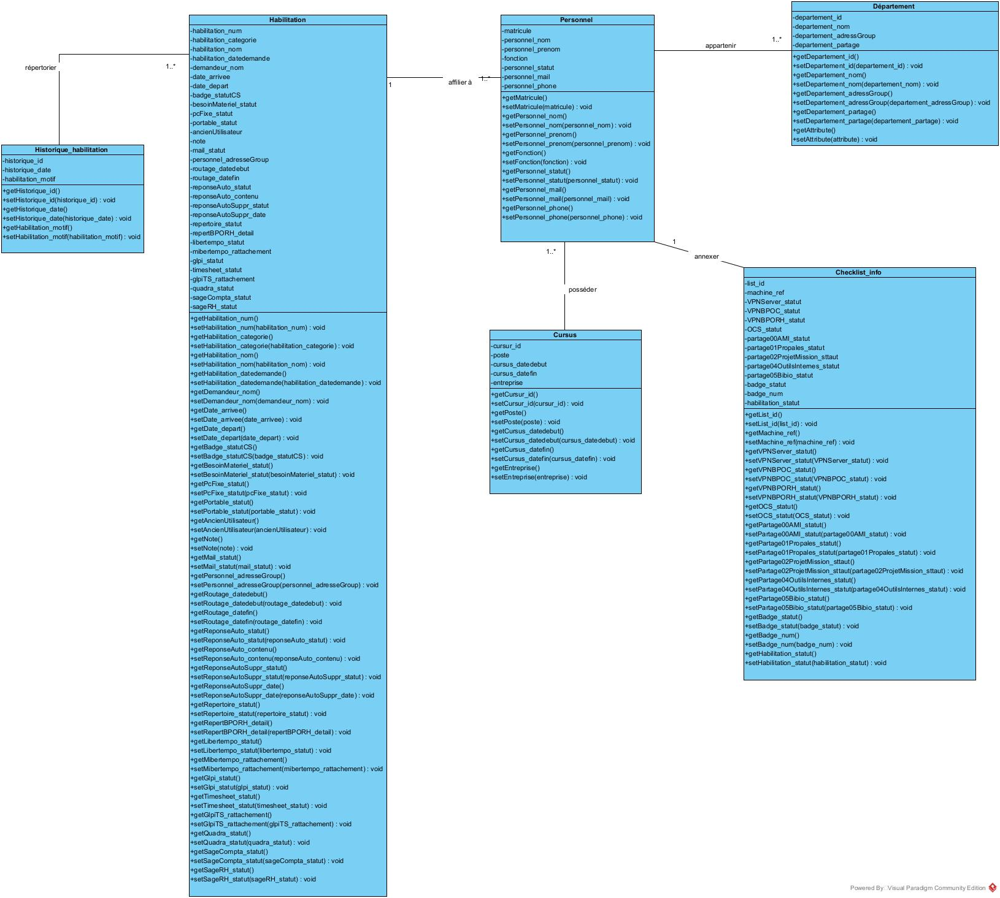 Habilitation
-habilitation_num
-habilitation_categorie
-habilitation_nom
-habilitation_datedemande
-demandeur_nom
-date_arrivee
-date_depart
-badge_statutCS
-besoinMateriel_statut
-pcFixe_statut
-portable_statut
-ancienUtilisateur
-note
-mail_statut
-personnel_adresseGroup
-routage_datedebut
-routage_datefin
-reponseAuto_statut
-reponseAuto_contenu
-reponseAutoSuppr_statut
-reponseAutoSuppr_date
-repertoire_statut
-repertBPORH_detail
-libertempo_statut
-mibertempo_rattachement
-glpi_statut
-timesheet_statut
-glpiTS_rattachement
-quadra_statut
-sageCompta_statut
-sageRH_statut
+getHabilitation_num()
+setHabilitation_num(habilitation_num) : void
+getHabilitation_categorie()
+setHabilitation_categorie(habilitation_categorie) : void
+getHabilitation_nom()
+setHabilitation_nom(habilitation_nom) : void
+getHabilitation_datedemande()
+setHabilitation_datedemande(habilitation_datedemande) : void
+getDemandeur_nom()
+setDemandeur_nom(demandeur_nom) : void
+getDate_arrivee()
+setDate_arrivee(date_arrivee) : void
+getDate_depart()
+setDate_depart(date_depart) : void
+getBadge_statutCS()
+setBadge_statutCS(badge_statutCS) : void
+getBesoinMateriel_statut()
+setBesoinMateriel_statut(besoinMateriel_statut) : void
+getPcFixe_statut()
+setPcFixe_statut(pcFixe_statut) : void
+getPortable_statut()
+setPortable_statut(portable_statut) : void
+getAncienUtilisateur()
+setAncienUtilisateur(ancienUtilisateur) : void
+getNote()
+setNote(note) : void
+getMail_statut()
+setMail_statut(mail_statut) : void
+getPersonnel_adresseGroup()
+setPersonnel_adresseGroup(personnel_adresseGroup) : void
+getRoutage_datedebut()
+setRoutage_datedebut(routage_datedebut) : void
+getRoutage_datefin()
+setRoutage_datefin(routage_datefin) : void
+getReponseAuto_statut()
+setReponseAuto_statut(reponseAuto_statut) : void
+getReponseAuto_contenu()
+setReponseAuto_contenu(reponseAuto_contenu) : void
+getReponseAutoSuppr_statut()
+setReponseAutoSuppr_statut(reponseAutoSuppr_statut) : void
+getReponseAutoSuppr_date()
+setReponseAutoSuppr_date(reponseAutoSuppr_date) : void
+getRepertoire_statut()
+setRepertoire_statut(repertoire_statut) : void
+getRepertBPORH_detail()
+setRepertBPORH_detail(repertBPORH_detail) : void
+getLibertempo_statut()
+setLibertempo_statut(libertempo_statut) : void
+getMibertempo_rattachement()
+setMibertempo_rattachement(mibertempo_rattachement) : void
+getGlpi_statut()
+setGlpi_statut(glpi_statut) : void
+getTimesheet_statut()
+setTimesheet_statut(timesheet_statut) : void
+getGlpiTS_rattachement()
+setGlpiTS_rattachement(glpiTS_rattachement) : void
+getQuadra_statut()
+setQuadra_statut(quadra_statut) : void
+getSageCompta_statut()
+setSageCompta_statut(sageCompta_statut) : void
+getSageRH_statut()
+setSageRH_statut(sageRH_statut) : void
répertorier
1..*
Historique_habilitation
-historique_id
-historique_date
-habilitation_motif
+getHistorique_id()
+setHistorique_id(historique_id) : void
+getHistorique_date()
+setHistorique_date(historique_date) : void
+getHabilitation_motif()
+setHabilitation_motif(habilitation_motif) : void
1
affilier à
1..*
Personnel
-matricule
-personnel_nom
-personnel_prenom
-fonction
-personnel_statut
-personnel_mail
-personnel_phone
+getMatricule()
+setMatricule(matricule) : void
+getPersonnel_nom()
+setPersonnel_nom(personnel_nom) : void
+getPersonnel_prenom()
+setPersonnel_prenom(personnel_prenom) : void
+getFonction()
+setFonction(fonction) : void
+getPersonnel_statut()
+setPersonnel_statut(personnel_statut) : void
+getPersonnel_mail()
+setPersonnel_mail(personnel_mail) : void
+getPersonnel_phone()
+setPersonnel_phone(personnel_phone) : void
appartenir
1..*
Département
-departement_id
-departement_nom
-departement_adressGroup
-departement_partage
+getDepartement_id()
+setDepartement_id(departement_id) : void
+getDepartement_nom()
+setDepartement_nom(departement_nom) : void
+getDepartement_adressGroup()
+setDepartement_adressGroup(departement_adressGroup) : void
+getDepartement_partage()
+setDepartement_partage(departement_partage) : void
+getAttribute()
+setAttribute(attribute) : void
1..*
posséder
Cursus
-cursur_id
-poste
-cursus_datedebut
-cursus_datefin
-entreprise
+getCursur_id()
+setCursur_id(cursur_id) : void
+getPoste()
+setPoste(poste) : void
+getCursus_datedebut()
+setCursus_datedebut(cursus_datedebut) : void
+getCursus_datefin()
+setCursus_datefin(cursus_datefin) : void
+getEntreprise()
+setEntreprise(entreprise) : void
1
annexer
Checklist_info
-list_id
-machine_ref
-VPNServer_statut
-VPNBPOC_statut
-VPNBPORH_statut
-OCS_statut
-partage00AMI_statut
-partage01Propales_statut
-partage02ProjetMission_sttaut
-partage04OutilsInternes_statut
-partage05Bibio_statut
-badge_statut
-badge_num
-habilitation_statut
+getList_id()
+setList_id(list_id) : void
+getMachine_ref()
+setMachine_ref(machine_ref) : void
+getVPNServer_statut()
+setVPNServer_statut(VPNServer_statut) : void
+getVPNBPOC_statut()
+setVPNBPOC_statut(VPNBPOC_statut) : void
+getVPNBPORH_statut()
+setVPNBPORH_statut(VPNBPORH_statut) : void
+getOCS_statut()
+setOCS_statut(OCS_statut) : void
+getPartage00AMI_statut()
+setPartage00AMI_statut(partage00AMI_statut) : void
+getPartage01Propales_statut()
+setPartage01Propales_statut(partage01Propales_statut) : void
+getPartage02ProjetMission_sttaut()
+setPartage02ProjetMission_sttaut(partage02ProjetMission_sttaut) : void
+getPartage04OutilsInternes_statut()
+setPartage04OutilsInternes_statut(partage04OutilsInternes_statut) : void
+getPartage05Bibio_statut()
+setPartage05Bibio_statut(partage05Bibio_statut) : void
+getBadge_statut()
+setBadge_statut(badge_statut) : void
+getBadge_num()
+setBadge_num(badge_num) : void
+getHabilitation_statut()
+setHabilitation_statut(habilitation_statut) : void
Powered By Visual Paradigm Community Edition